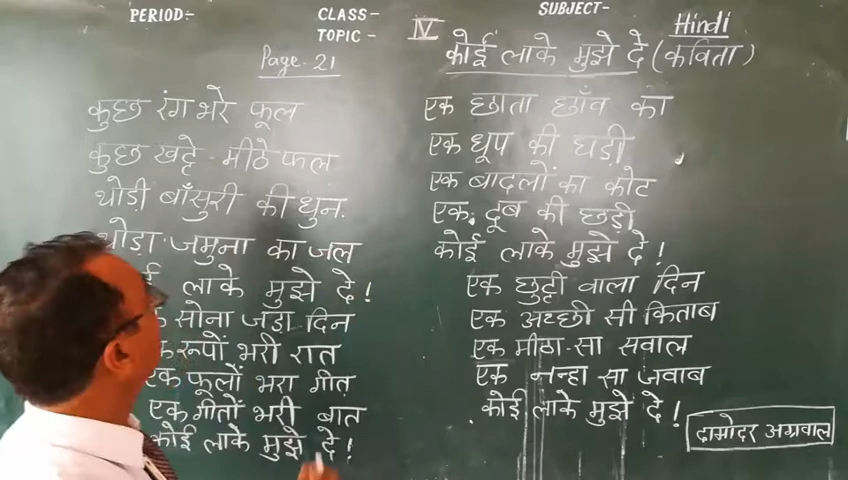 PERIOD:-
CLASS- IV
SUBJECT- Hindi
TOPIC - कोई लाके मुझे दे (कविता)
Page. 21
कुछ रंग भरे फूल
कुछ खट्टे - मीठे फल
थोड़ी बाँसुरी की धुन.
थोड़ा जमुना का जल
लाके मुझे दे!
सोना जड़ा दिन
रूपों भरी रात
एक फूलों भरा गीत
एक गीतों भरी बात
कोई लाके मुझे दे!
एक छाता छाँव का
एक धूप की घड़ी
एक बादलों का कोट
एक दूब की छड़ी
कोई लाके मुझे दे!
एक छुट्टी वाला दिन
एक अच्छी सी किताब
एक मीठा-सा सवाल
एक नन्हा सा जवाब
कोई लाके मुझे दे!
दामोदर अग्रवाल